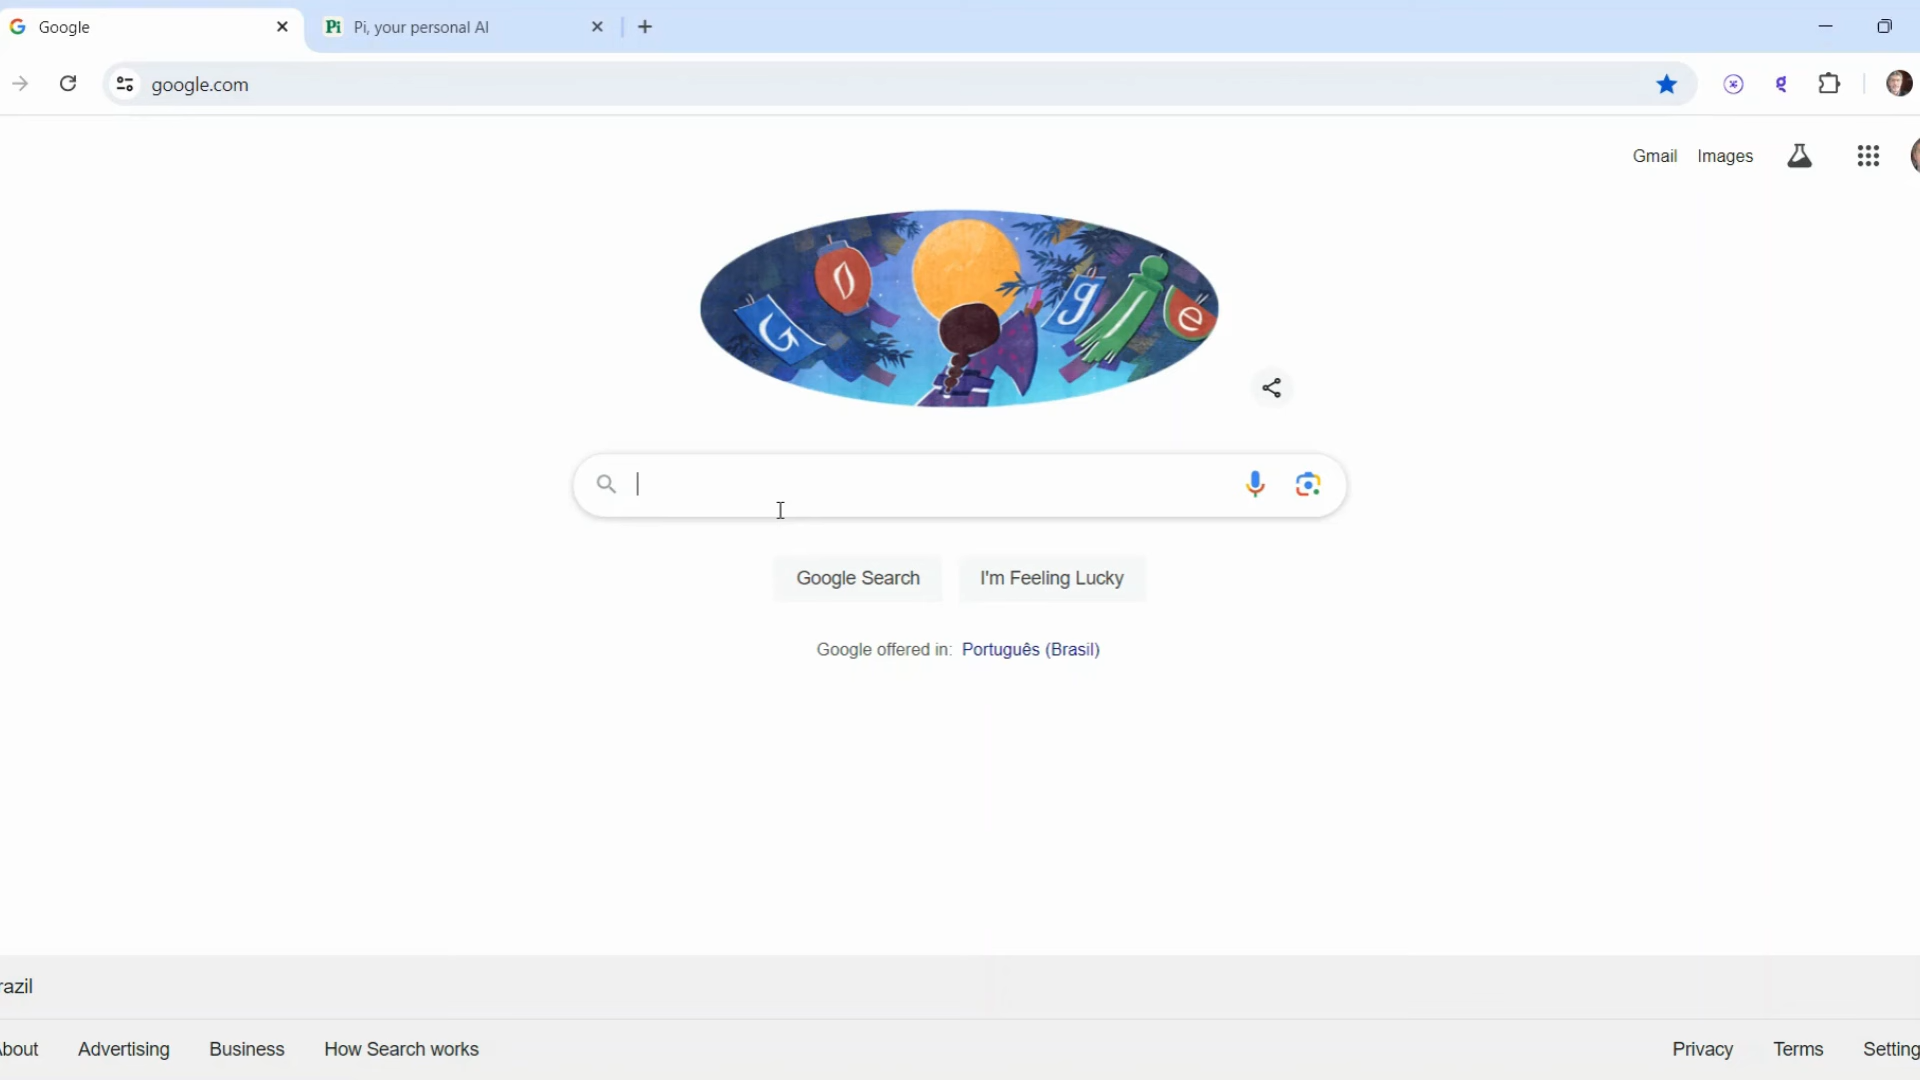 Google
Pi Pi, your personal AI
google.com
Gmail Images
G O g l e
Google Search I'm Feeling Lucky
Google offered in: Português (Brasil)
razil
bout Advertising Business How Search works
Privacy Terms Setting